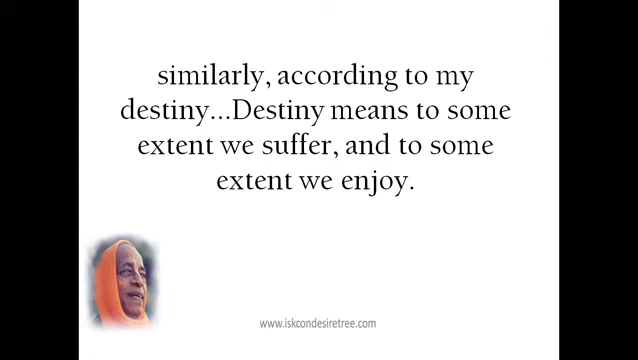 similarly, according to my
destiny...Destiny means to some
extent we suffer, and to some
extent we enjoy.
www.iskcondesiretree.com